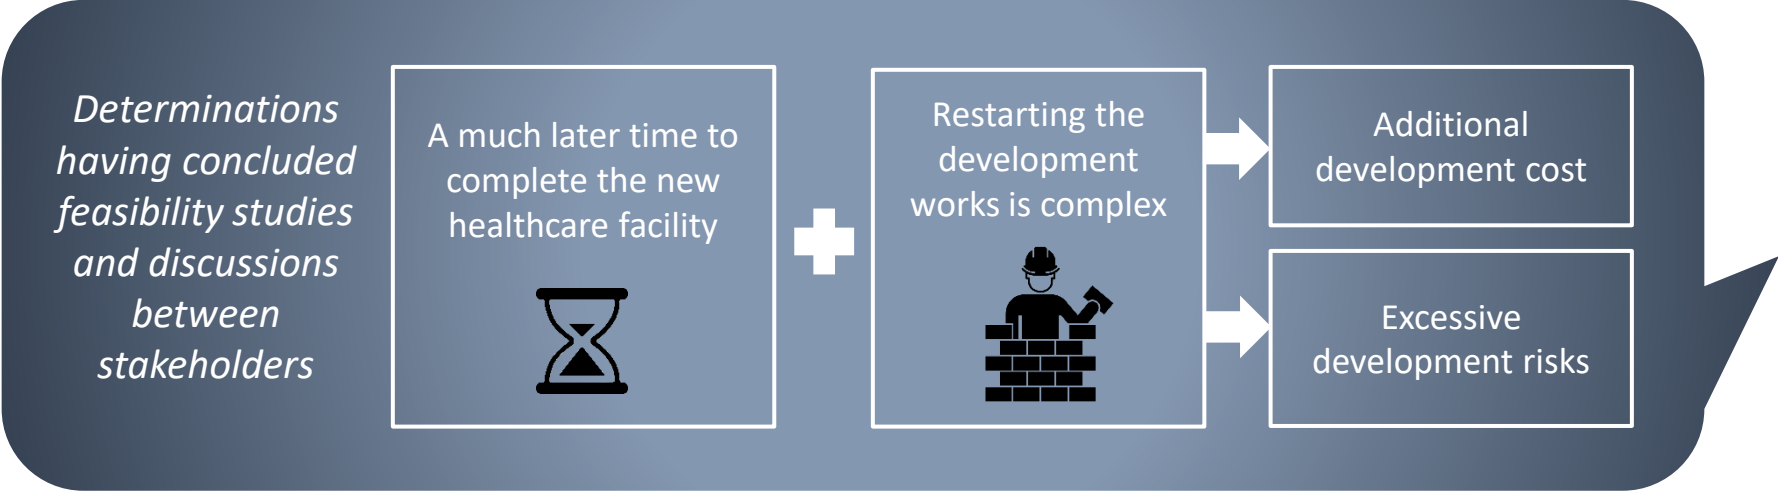 Determinations
having concluded
feasibility studies
and discussions
between
stakeholders
A much later time to
complete the new
healthcare facility
Restarting the
development
works is complex
Additional
development cost
Excessive
development risks